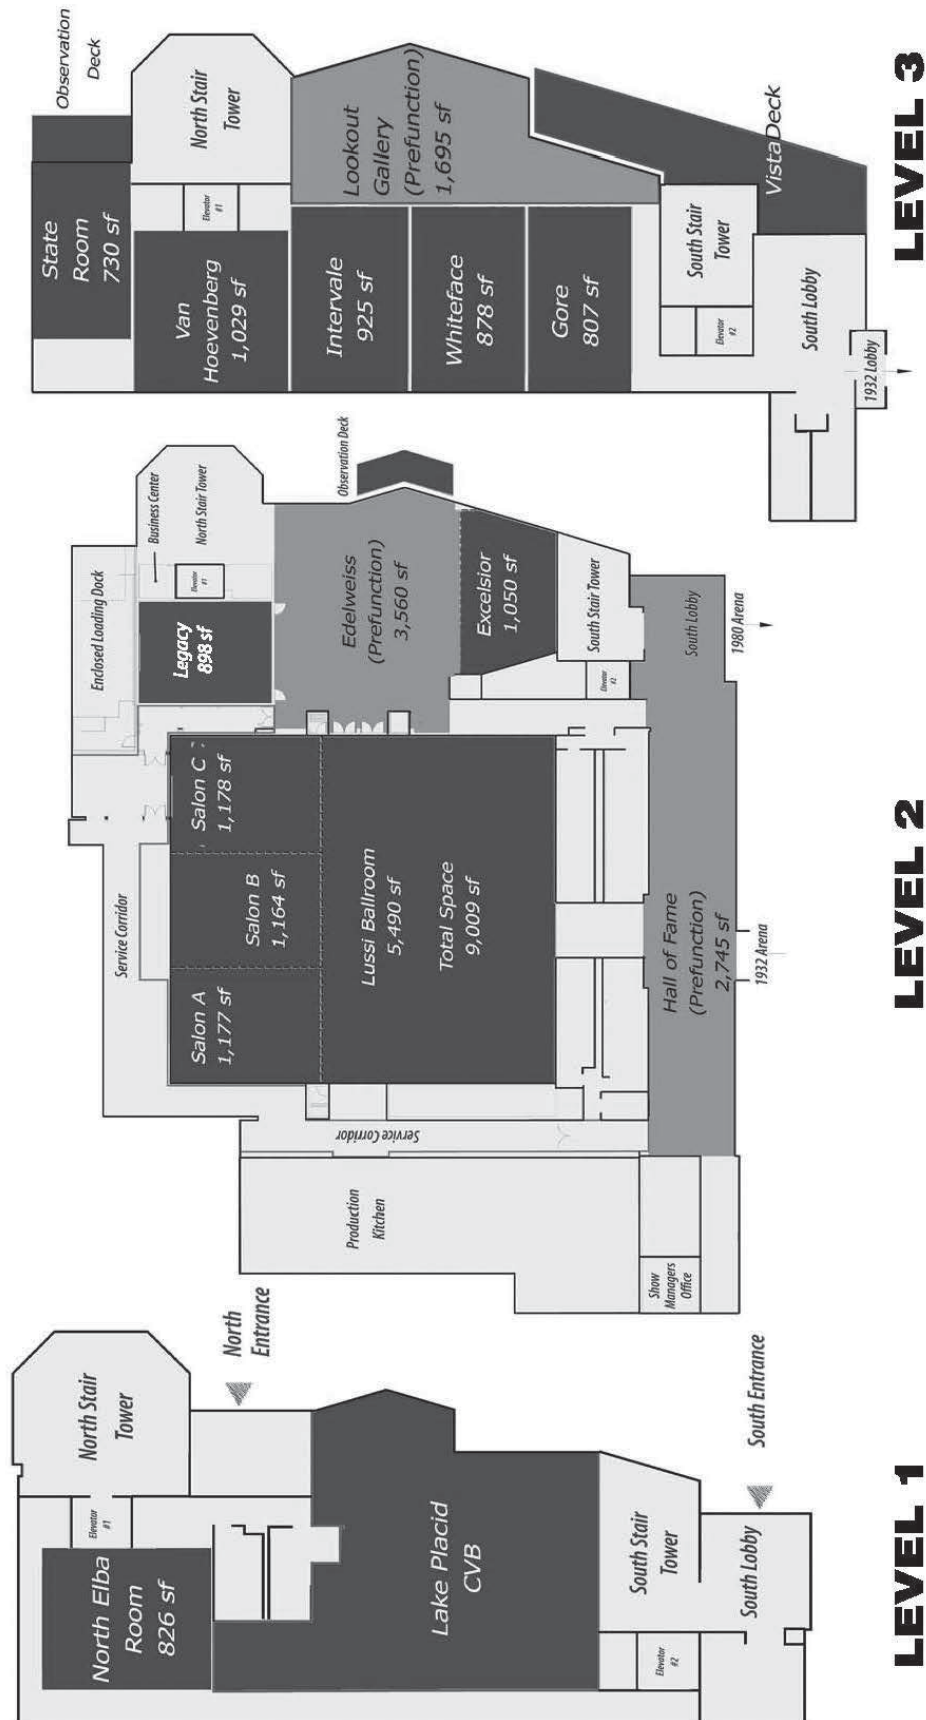 Observation
Deck
State
Room
730 sf
North Stair
Tower
Elevator
#1
Van
Hoevenberg
1,029 sf
Lookout
Gallery
(Prefunction)
1,695 sf
Intervale
925 sf
Whiteface
878 sf
Gore
807 sf
VistaDeck
South Stair
Tower
Elevator
#2
South Lobby
1932 Lobby
LEVEL 3
Enclosed Loading Dock
Business Center
North Stair Tower
Elevator
#1
Legacy
898 sf
Observation Deck
Edelweiss
(Prefunction)
3,560 sf
Excelsior
1,050 sf
South Stair Tower
Elevator
#2
South Lobby
1980 Arena
Service Corridor
Salon A
1,177 sf
Salon B
1,164 sf
Salon C
1,178 sf
Lussi Ballroom
5,490 sf
Total Space
9,009 sf
Hall of Fame
(Prefunction)
2,745 sf
1932 Arena
Service Corridor
Production
Kitchen
Show
Managers
Office
LEVEL 2
North Stair
Tower
North
Entrance
Elevator
#1
North Elba
Room
826 sf
Lake Placid
CVB
South Stair
Tower
Elevator
#2
South Lobby
South Entrance
LEVEL 1